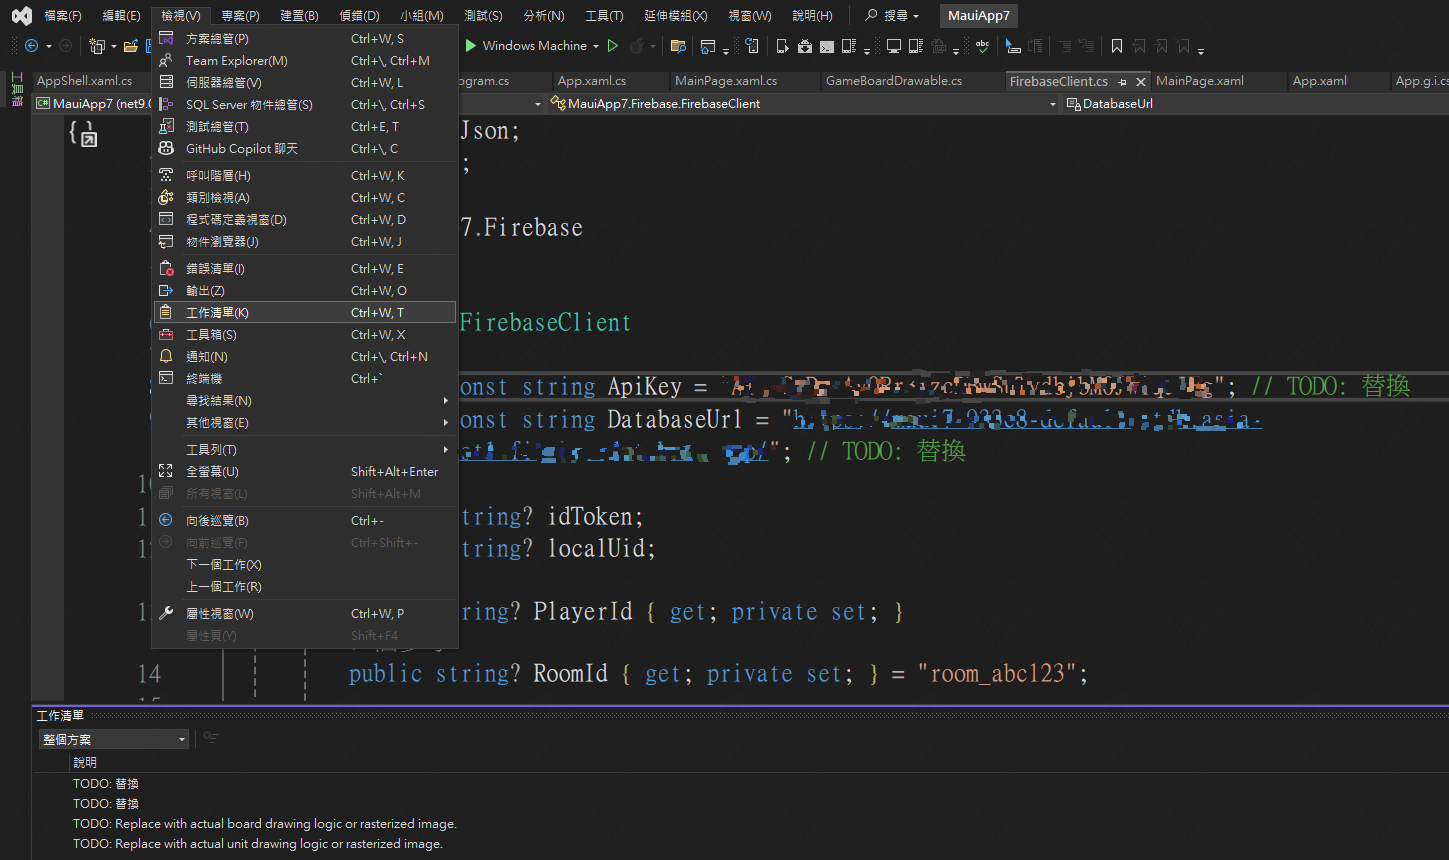 檔案(F) 編輯(E) 檢視(V) 專案(P) 建置(B) 偵錯(D) 小組(M) 測試(S) 分析(N) 工具(T) 延伸模組(X) 視窗(W) 說明(H) 搜尋 MauiApp7
Windows Machine
工具箱
AppShell.xaml.cs ogram.cs App.xaml.cs MainPage.xaml.cs GameBoardDrawable.cs FirebaseClient.cs MainPage.xaml App.xaml App.g.i.cs
MauiApp7 (net9.0 MauiApp7.Firebase.FirebaseClient DatabaseUrl
方案總管(P) Ctrl+W, S
Team Explorer(M) Ctrl+\, Ctrl+M
伺服器總管(V) Ctrl+W, L
SQL Server 物件總管(S) Ctrl+\, Ctrl+S
測試總管(T) Ctrl+E, T
GitHub Copilot 聊天 Ctrl+\, C
呼叫階層(H) Ctrl+W, K
類別檢視(A) Ctrl+W, C
程式碼定義視窗(D) Ctrl+W, D
物件瀏覽器(J) Ctrl+W, J
錯誤清單(I) Ctrl+W, E
輸出(Z) Ctrl+W, O
工作清單(K) Ctrl+W, T
工具箱(S) Ctrl+W, X
通知(N) Ctrl+\, Ctrl+N
終端機 Ctrl+`
尋找結果(N)
其他視窗(E)
工具列(T)
全螢幕(U) Shift+Alt+Enter
所有視窗(L) Shift+Alt+M
向後巡覽(B) Ctrl+-
向前巡覽(F) Ctrl+Shift+-
下一個工作(X)
上一個工作(R)
屬性視窗(W) Ctrl+W, P
屬性頁(Y) Shift+F4
Json;
;
7.Firebase
FirebaseClient
onst string ApiKey = ""; // TODO: 替換
onst string DatabaseUrl = "
"; // TODO: 替換
tring? idToken;
tring? localUid;
ring? PlayerId { get; private set; }
14 public string? RoomId { get; private set; } = "room_abc123";
工作清單
整個方案
說明
TODO: 替換
TODO: 替換
TODO: Replace with actual board drawing logic or rasterized image.
TODO: Replace with actual unit drawing logic or rasterized image.